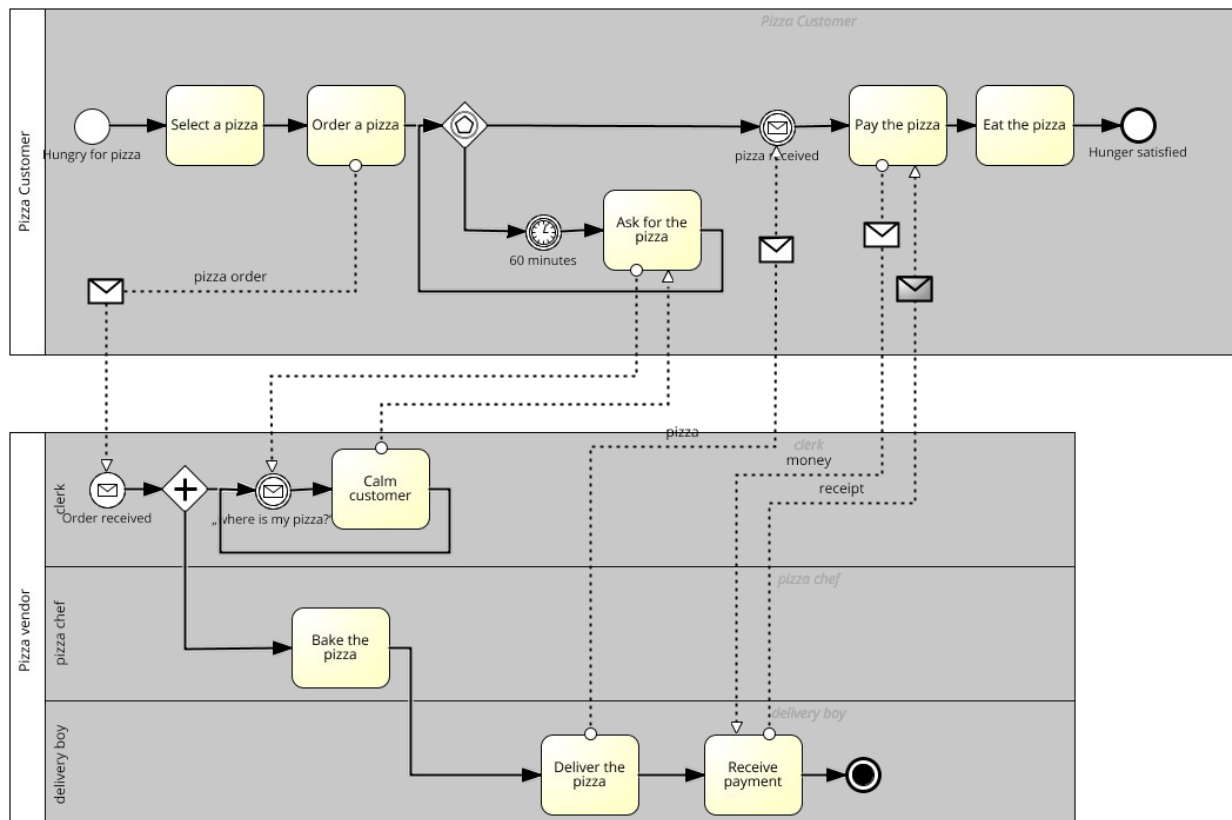 Pizza Customer
Pizza Customer
Hungry for pizza
Select a pizza
Order a pizza
60 minutes
Ask for the
pizza
pizza received
Pay the pizza
Eat the pizza
Hunger satisfied
pizza order
Pizza vendor
clerk
clerk
Order received
„where is my pizza?“
Calm
customer
pizza
money
receipt
pizza chef
pizza chef
Bake the
pizza
delivery boy
delivery boy
Deliver the
pizza
Receive
payment